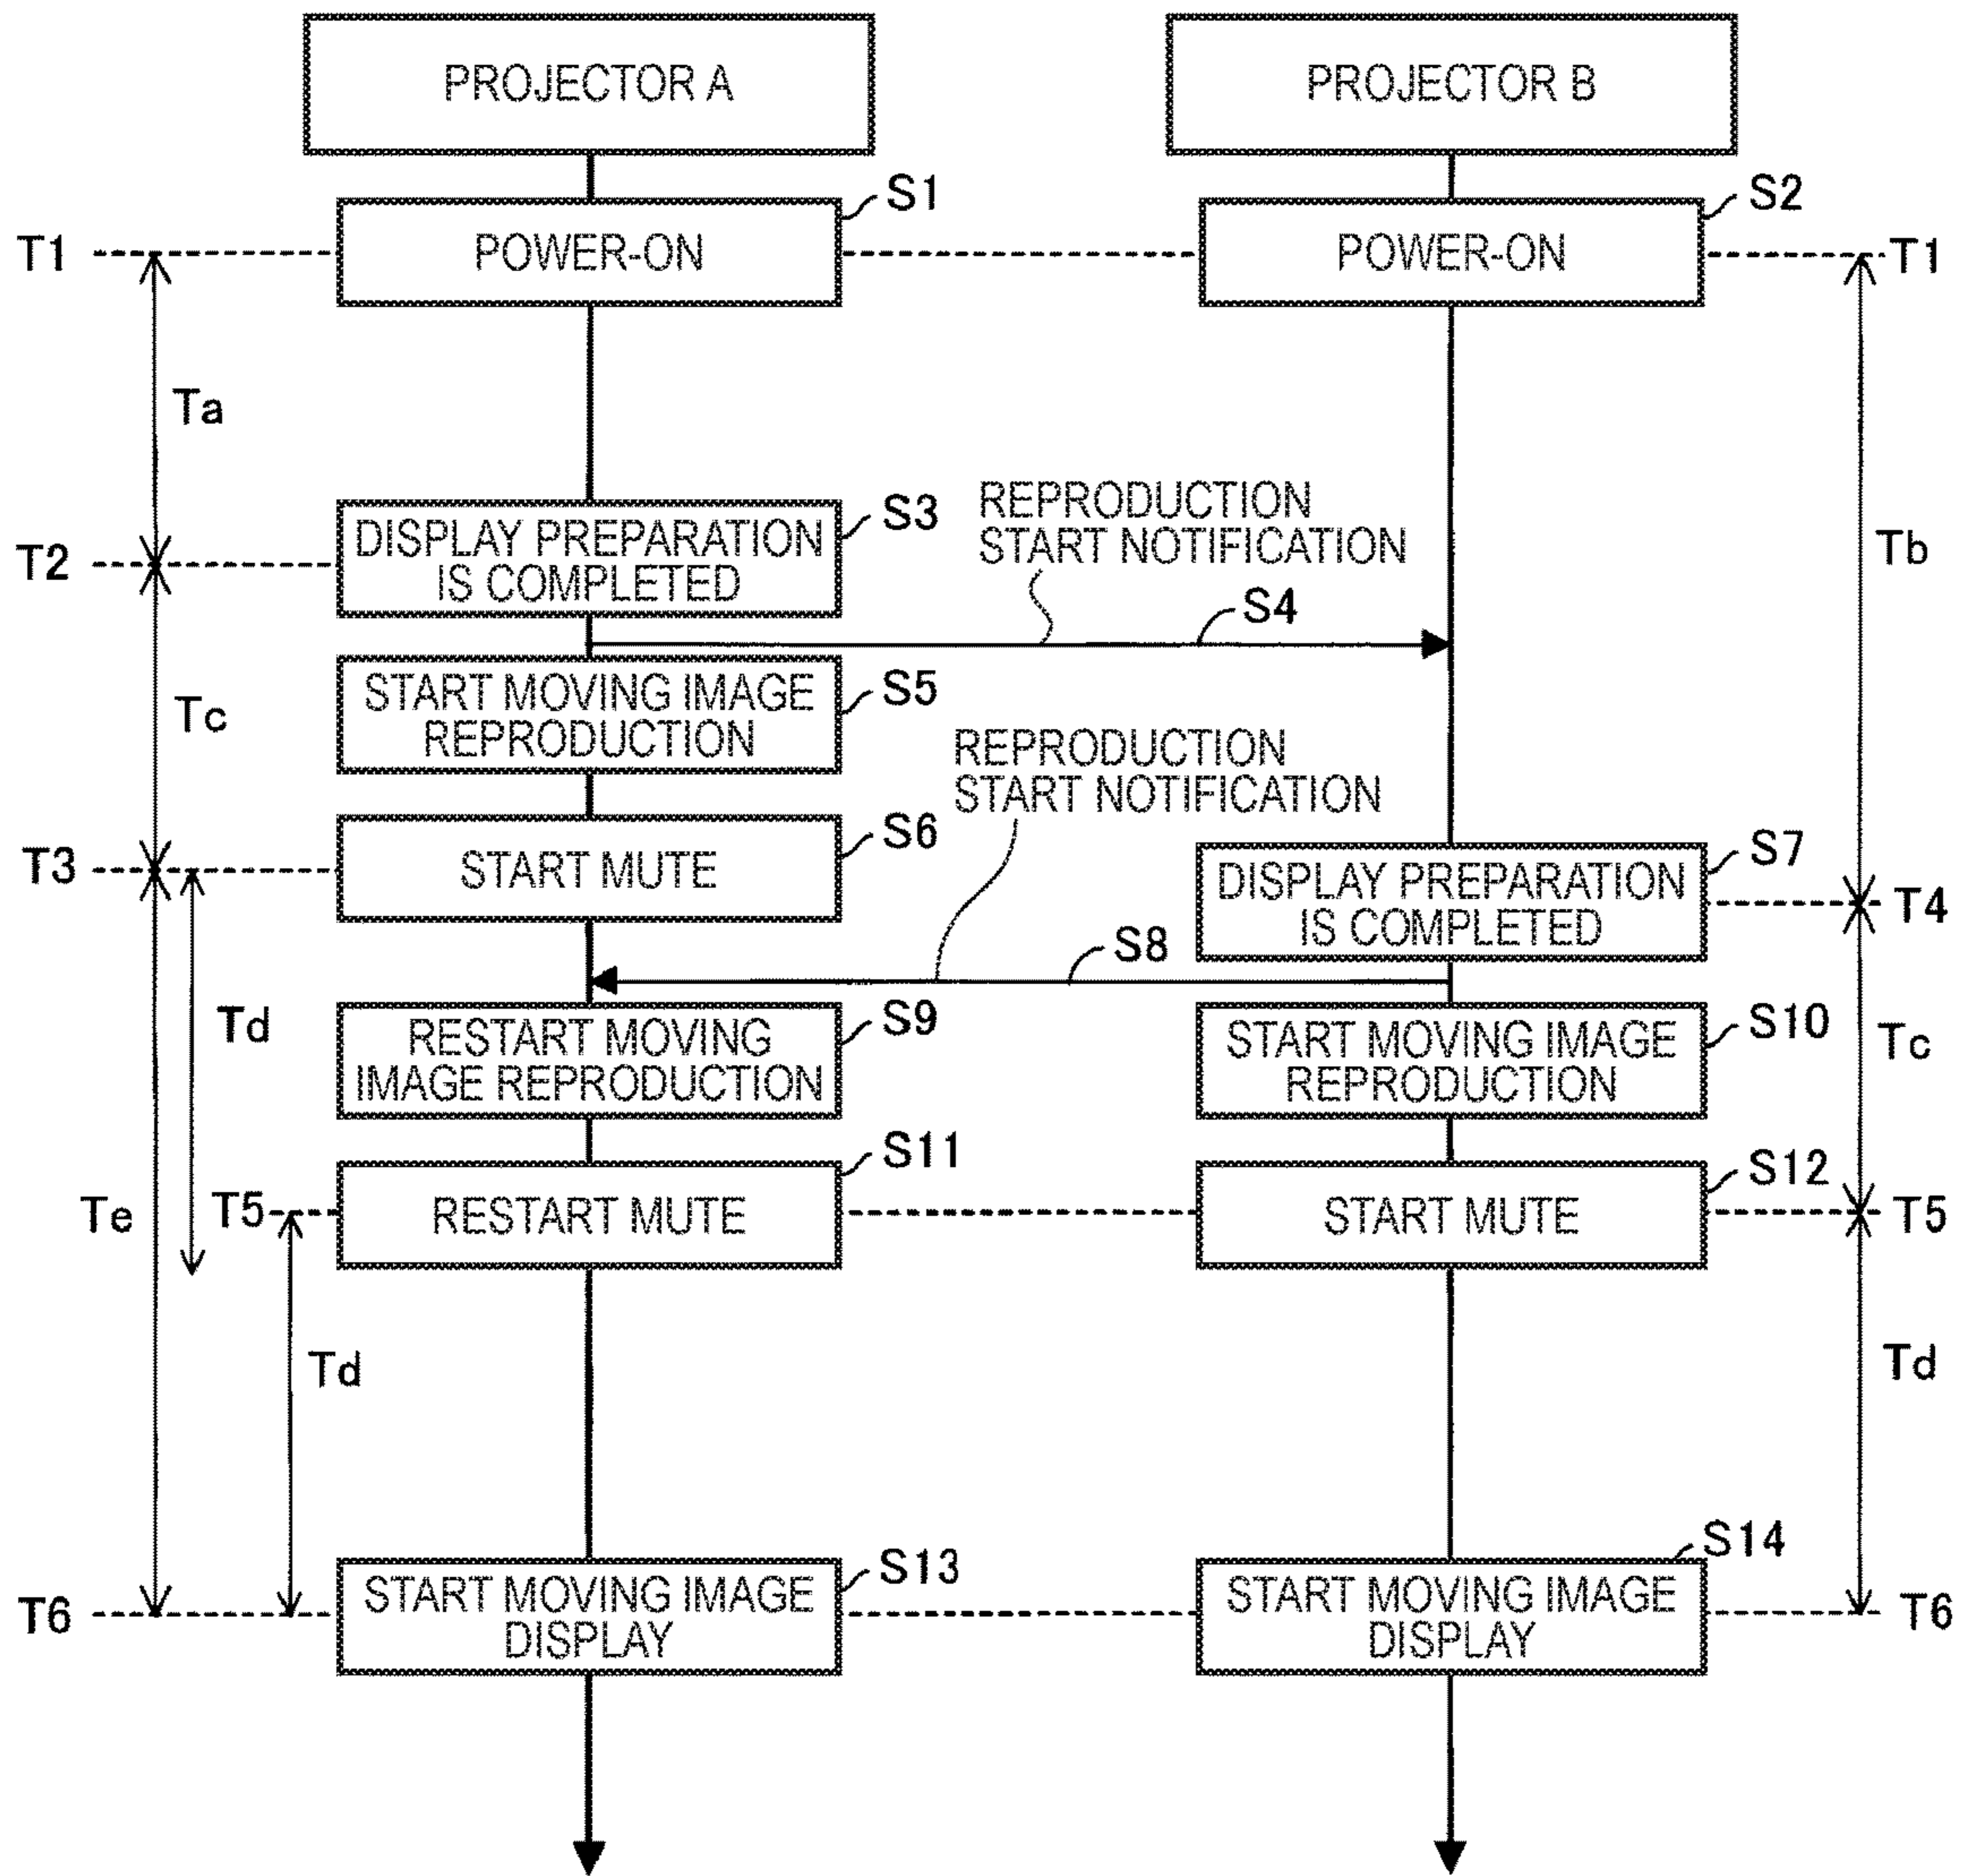 PROJECTOR A
PROJECTOR B
S1
S2
T1
POWER-ON
POWER-ON
T1
Ta
S3
REPRODUCTION
START NOTIFICATION
T2
DISPLAY PREPARATION
IS COMPLETED
Tb
S4
S5
Tc
START MOVING IMAGE
REPRODUCTION
REPRODUCTION
START NOTIFICATION
S6
S7
T3
START MUTE
DISPLAY PREPARATION
IS COMPLETED
T4
S8
S9
S10
Td
RESTART MOVING
IMAGE REPRODUCTION
START MOVING IMAGE
REPRODUCTION
Tc
S11
S12
Te
T5
RESTART MUTE
START MUTE
T5
Td
Td
S13
S14
T6
START MOVING IMAGE
DISPLAY
START MOVING IMAGE
DISPLAY
T6